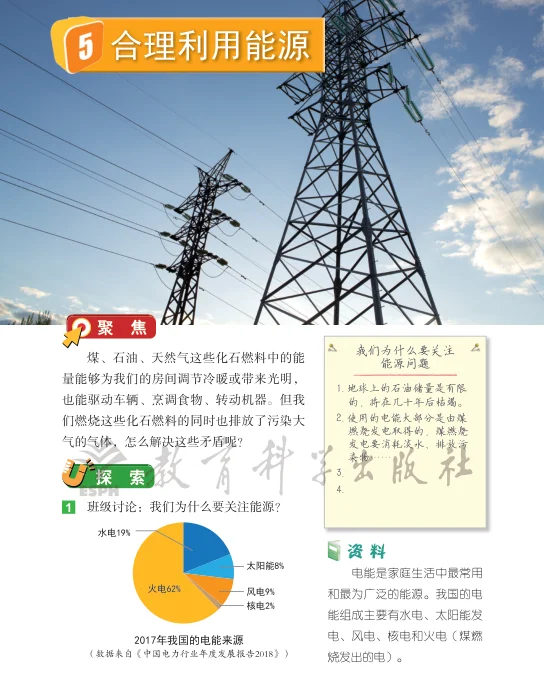 5 合理利用能源
聚 焦
煤、石油、天然气这些化石燃料中的能
量能够为我们的房间调节冷暖或带来光明,
也能驱动车辆、烹调食物、转动机器。但我
们燃烧这些化石燃料的同时也排放了污染大
气的气体,怎么解决这些矛盾呢?
探 索
1 班级讨论:我们为什么要关注能源?
水电19%
太阳能8%
火电62%
风电9%
核电2%
2017年我国的电能来源
(数据来自《中国电力行业年度发展报告2018》)
我们为什么要关注
能源问题
1. 地球上的石油储量是有限
的,将在几十年后枯竭。
2. 使用的电能大部分是由煤
燃烧发电取得的,煤燃烧
发电要消耗淡水、排放污
染物……
3.
4.
资 料
电能是家庭生活中最常用
和最为广泛的能源。我国的电
能组成主要有水电、太阳能发
电、风电、核电和火电(煤燃
烧发出的电)。
ESPH 教育科学出版社